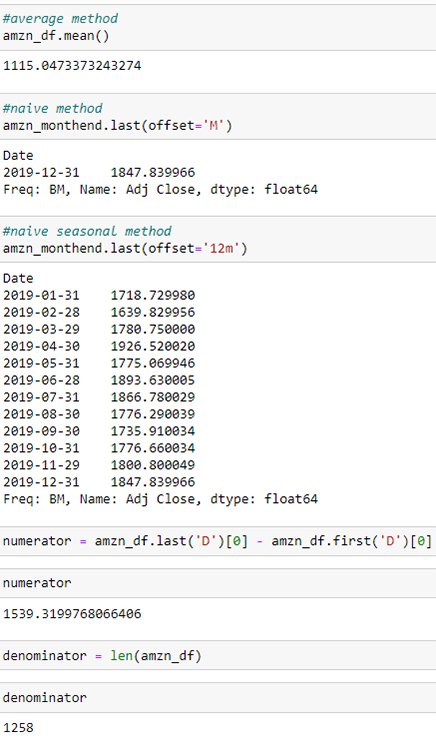 #average method
amzn_df.mean()
1115.0473373243274
#naive method
amzn_monthend.last(offset='M')
Date
2019-12-31    1847.839966
Freq: BM, Name: Adj Close, dtype: float64
#naive seasonal method
amzn_monthend.last(offset='12m')
Date
2019-01-31    1718.729980
2019-02-28    1639.829956
2019-03-29    1780.750000
2019-04-30    1926.520020
2019-05-31    1775.069946
2019-06-28    1893.630005
2019-07-31    1866.780029
2019-08-30    1776.290039
2019-09-30    1735.910034
2019-10-31    1776.660034
2019-11-29    1800.800049
2019-12-31    1847.839966
Freq: BM, Name: Adj Close, dtype: float64
numerator = amzn_df.last('D')[0] - amzn_df.first('D')[0]
numerator
1539.3199768066406
denominator = len(amzn_df)
denominator
1258